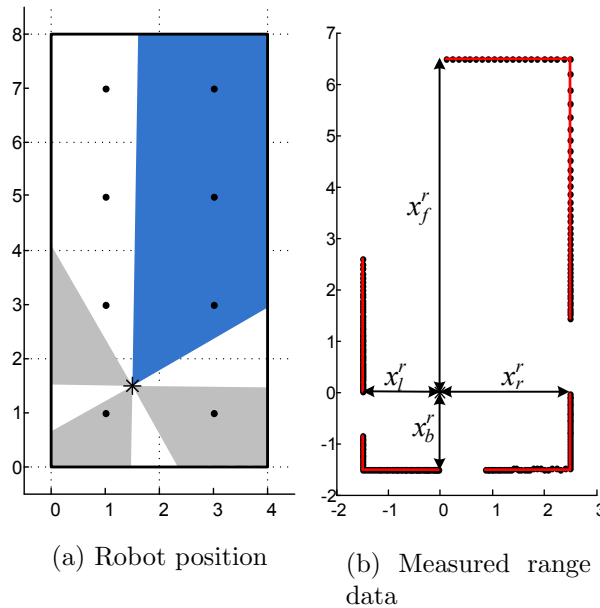 8
7
6
5
4
3
2
1
0
0 1 2 3 4
(a) Robot position
7
6
5
4
3
2
1
0
-1
-2
-2 -1 0 1 2 3
x_f^r
x_l^r
x_r^r
x_b^r
(b) Measured range
data